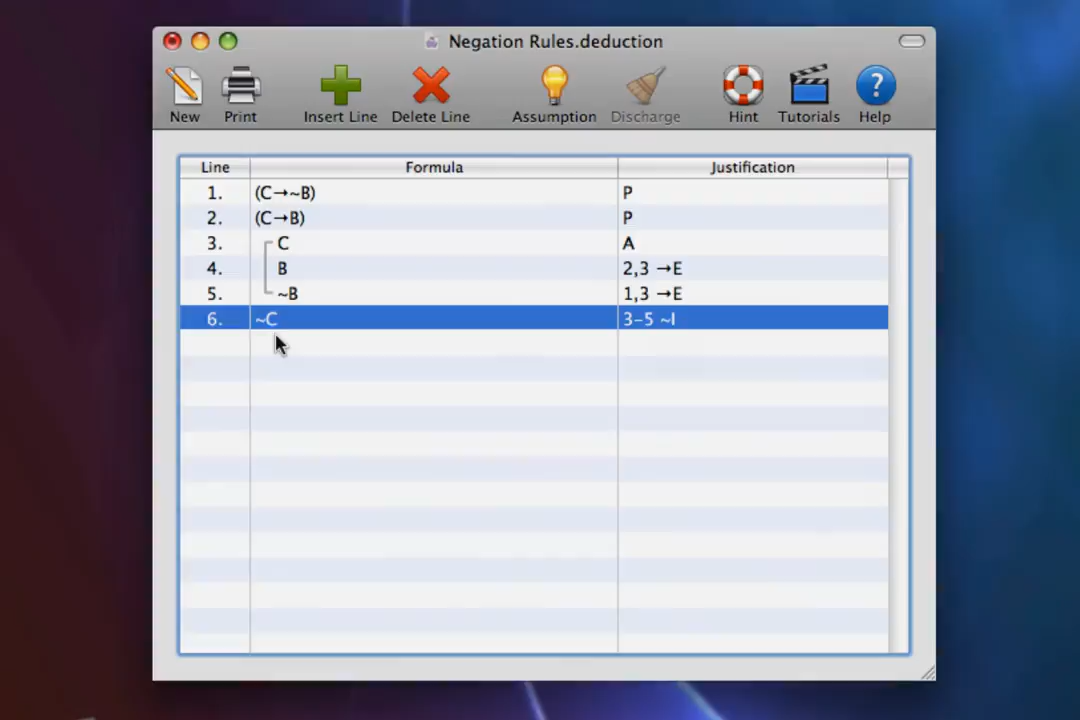 Negation Rules.deduction
New Print Insert Line Delete Line Assumption Discharge Hint Tutorials Help
Line Formula Justification
1. (C→~B) P
2. (C→B) P
3. C A
4. B 2,3 →E
5. ~B 1,3 →E
6. ~C 3–5 ~I